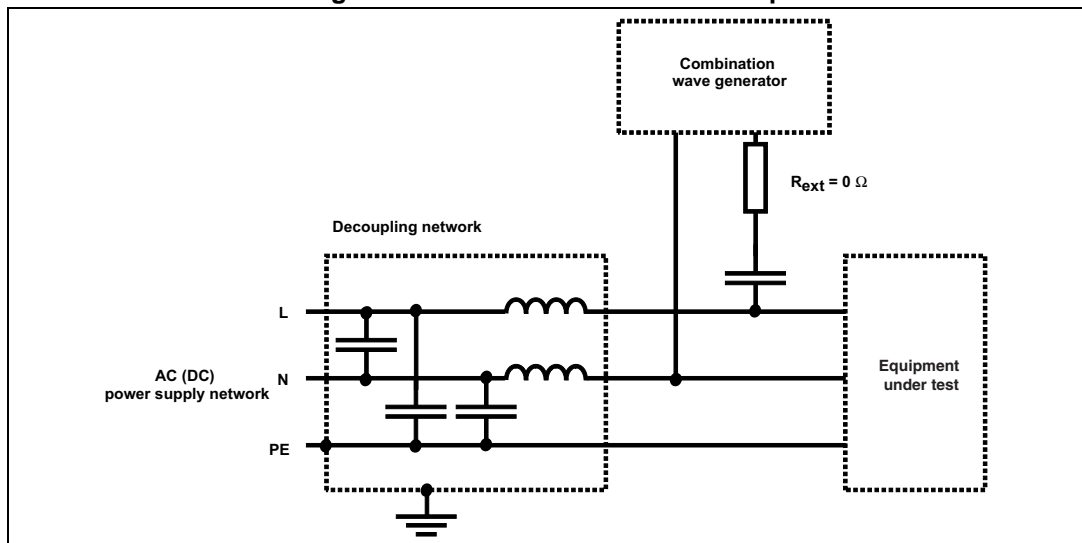 Combination
wave generator
Rext = 0 Ω
Decoupling network
L
AC (DC)
power supply network
N
Equipment
under test
PE